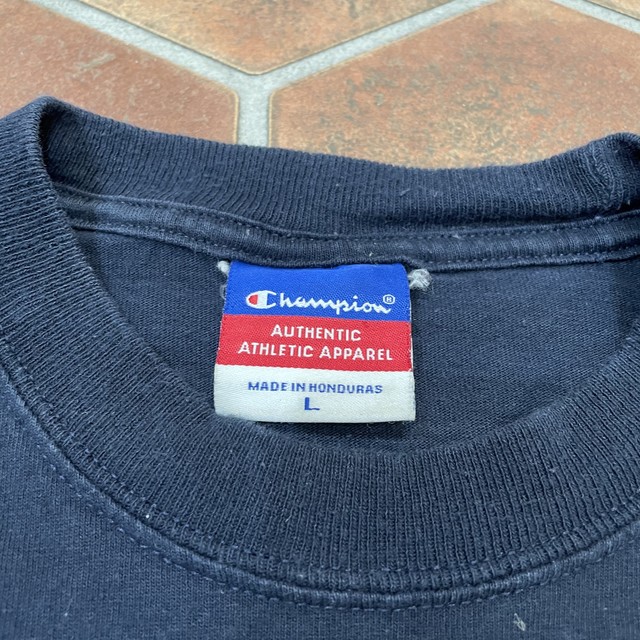 Champion®
AUTHENTIC
ATHLETIC APPAREL
MADE IN HONDURAS
L